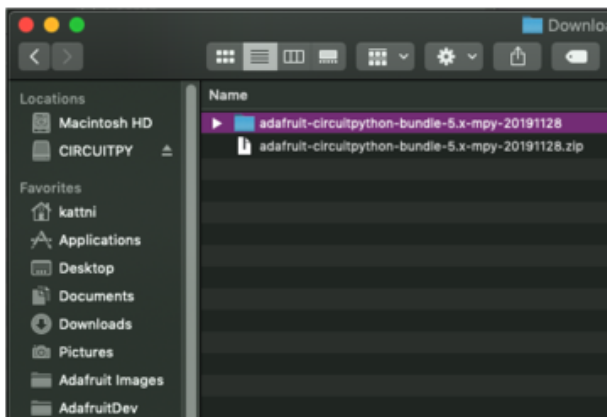 Downloa
Locations
Macintosh HD
CIRCUITPY
Favorites
kattni
Applications
Desktop
Documents
Downloads
Pictures
Adafruit Images
AdafruitDev
Name
adafruit-circuitpython-bundle-5.x-mpy-20191128
adafruit-circuitpython-bundle-5.x-mpy-20191128.zip